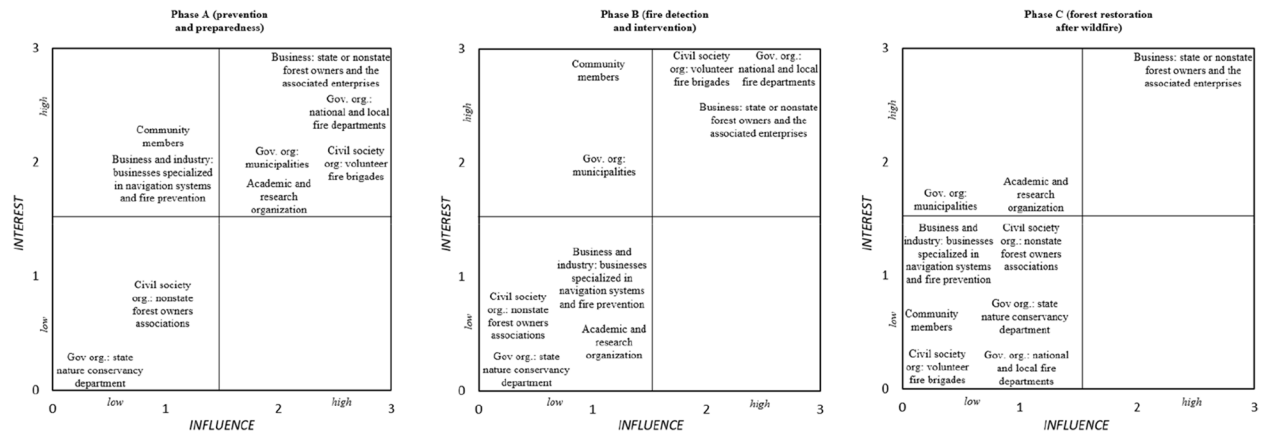 Phase A (prevention
and preparedness)
3
2
1
0
high
low
INTEREST
Business: state or nonstate
forest owners and the
associated enterprises
Gov. org.:
national and local
fire departments
Community
members
Business and industry:
businesses specialized
in navigation systems
and fire prevention
Gov. org:
municipalities
Civil society
org: volunteer
fire brigades
Academic and
research
organization
Civil society
org.: nonstate
forest owners
associations
Gov org.: state
nature conservancy
department
0
low
1
2
high
3
INFLUENCE
Phase B (fire detection
and intervention)
3
2
1
0
high
low
INTEREST
Community
members
Civil society
org: volunteer
fire brigades
Gov. org.:
national and local
fire departments
Business: state or nonstate
forest owners and the
associated enterprises
Gov. org:
municipalities
Business and
industry: businesses
specialized in
navigation systems
and fire prevention
Civil society
org.: nonstate
forest owners
associations
Academic and
research
organization
Gov org.: state
nature conservancy
department
0
low
1
2
high
3
INFLUENCE
Phase C (forest restoration
after wildfire)
3
2
1
0
high
low
INTEREST
Business: state or nonstate
forest owners and the
associated enterprises
Gov. org:
municipalities
Academic and
research
organization
Business and
industry: businesses
specialized in
navigation systems
and fire prevention
Civil society
org.: nonstate
forest owners
associations
Community
members
Gov org.: state
nature conservancy
department
Civil society
org: volunteer
fire brigades
Gov. org.: national
and local fire
departments
0
low
1
2
high
3
INFLUENCE